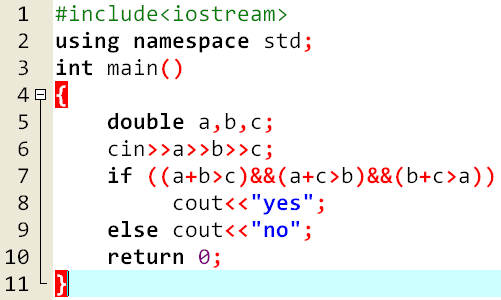 1 #include<iostream>
2 using namespace std;
3 int main()
4 {
5     double a,b,c;
6     cin>>a>>b>>c;
7     if ((a+b>c)&&(a+c>b)&&(b+c>a))
8         cout<<"yes";
9     else cout<<"no";
10     return 0;
11 }